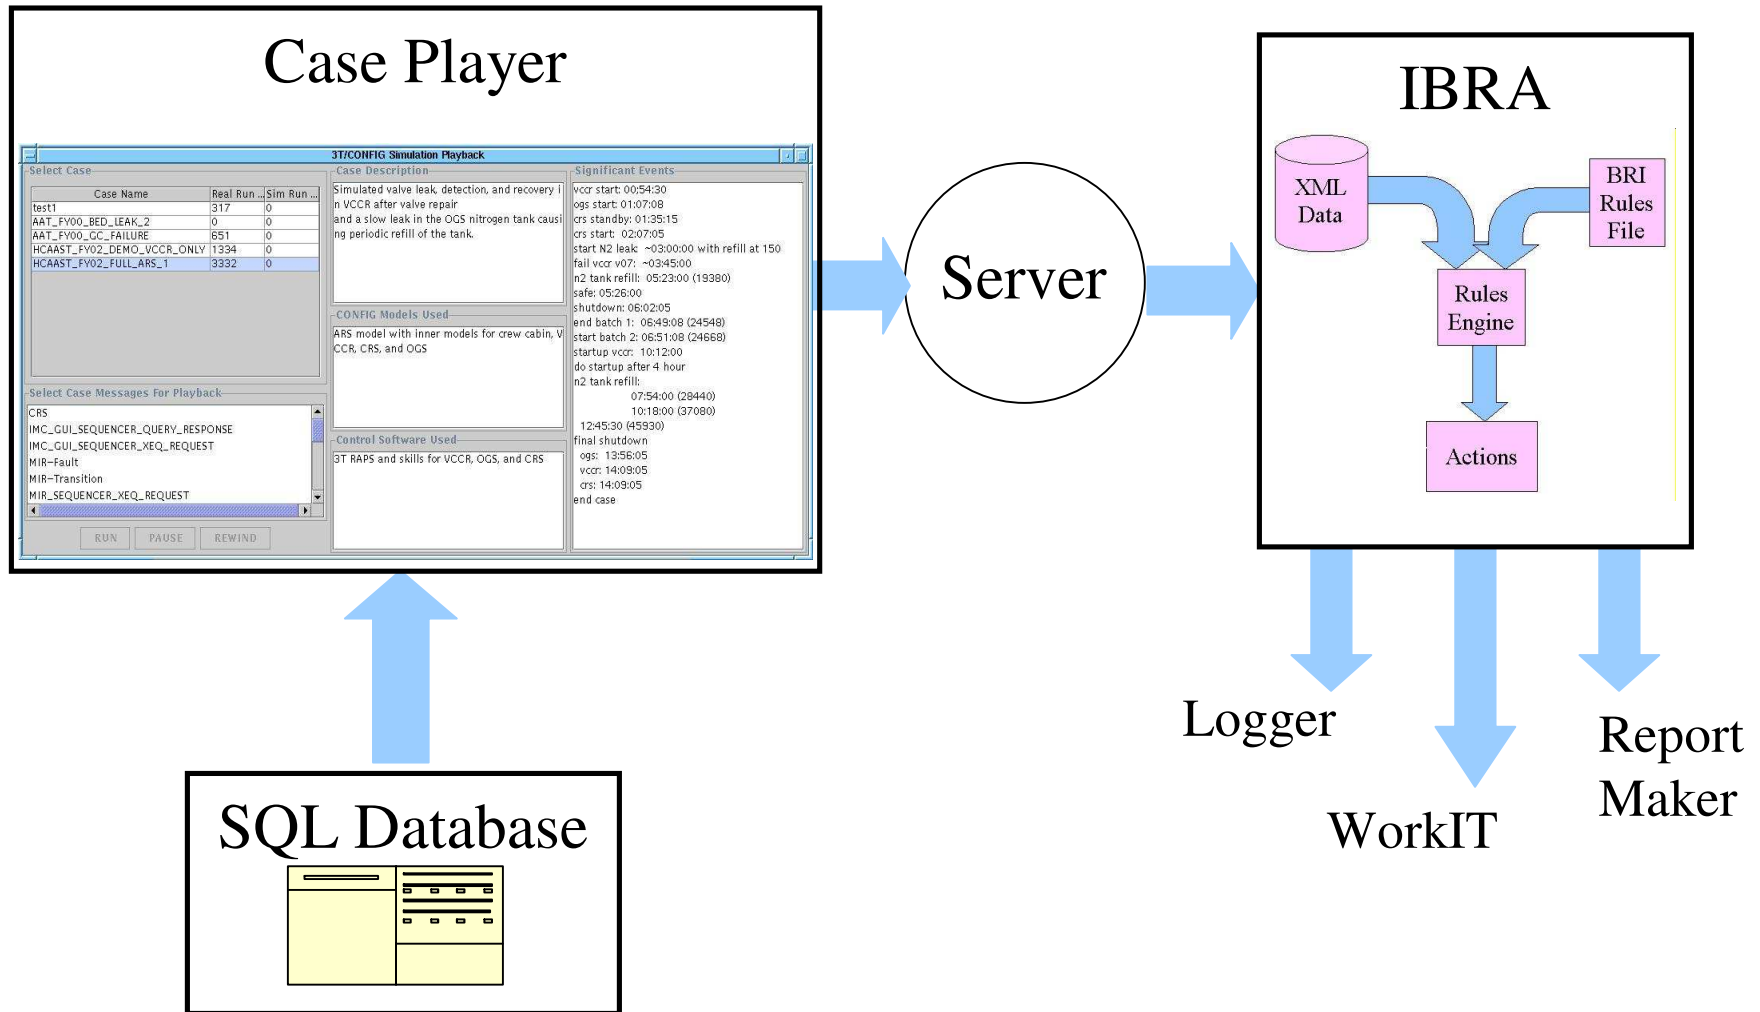 Case Player
3T/CONFIG Simulation Playback
Select Case
Case Name Real Run ... Sim Run ...
test1 317 0
AAT_FY00_BED_LEAK_2 0 0
AAT_FY00_GC_FAILURE 651 0
HCAAST_FY02_DEMO_VCCR_ONLY 1334 0
HCAAST_FY02_FULL_ARS_1 3332 0
Select Case Messages For Playback
CRS
IMC_GUI_SEQUENCER_QUERY_RESPONSE
IMC_GUI_SEQUENCER_XEQ_REQUEST
MIR-Fault
MIR-Transition
MIR_SEQUENCER_XEQ_REQUEST
RUN PAUSE REWIND
Case Description
Simulated valve leak, detection, and recovery i
n VCCR after valve repair
and a slow leak in the OGS nitrogen tank causi
ng periodic refill of the tank.
CONFIG Models Used
ARS model with inner models for crew cabin, V
CCR, CRS, and OGS
Control Software Used
3T RAPS and skills for VCCR, OGS, and CRS
Significant Events
vccr start: 00;54:30
ogs start: 01:07:08
crs standby: 01:35:15
crs start: 02:07:05
start N2 leak: ~03:00:00 with refill at 150
fail vccr v07: ~03:45:00
n2 tank refill: 05:23:00 (19380)
safe: 05:26:00
shutdown: 06:02:05
end batch 1: 06:49:08 (24548)
start batch 2: 06:51:08 (24668)
startup vccr: 10:12:00
do startup after 4 hour
n2 tank refill:
07:54:00 (28440)
10:18:00 (37080)
12:45:30 (45930)
final shutdown
ogs: 13:56:05
vccr: 14:09:05
crs: 14:09:05
end case
Server
IBRA
XML
Data
BRI
Rules
File
Rules
Engine
Actions
Logger
WorkIT
Report
Maker
SQL Database